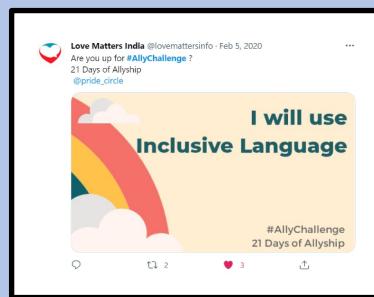 Love Matters India @lovemattersinfo · Feb 5, 2020
Are you up for #AllyChallenge ?
21 Days of Allyship
@pride_circle
I will use
Inclusive Language
#AllyChallenge
21 Days of Allyship
2 3